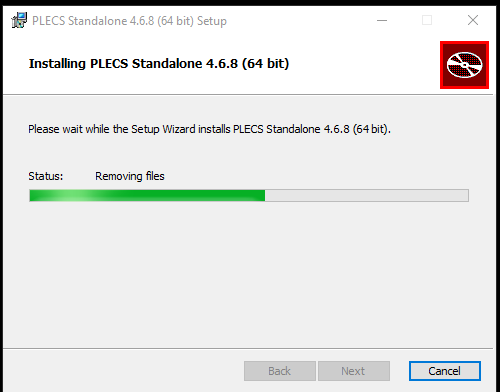 PLECS Standalone 4.6.8 (64 bit) Setup
Installing PLECS Standalone 4.6.8 (64 bit)
Please wait while the Setup Wizard installs PLECS Standalone 4.6.8 (64 bit).
Status: Removing files
Back Next Cancel